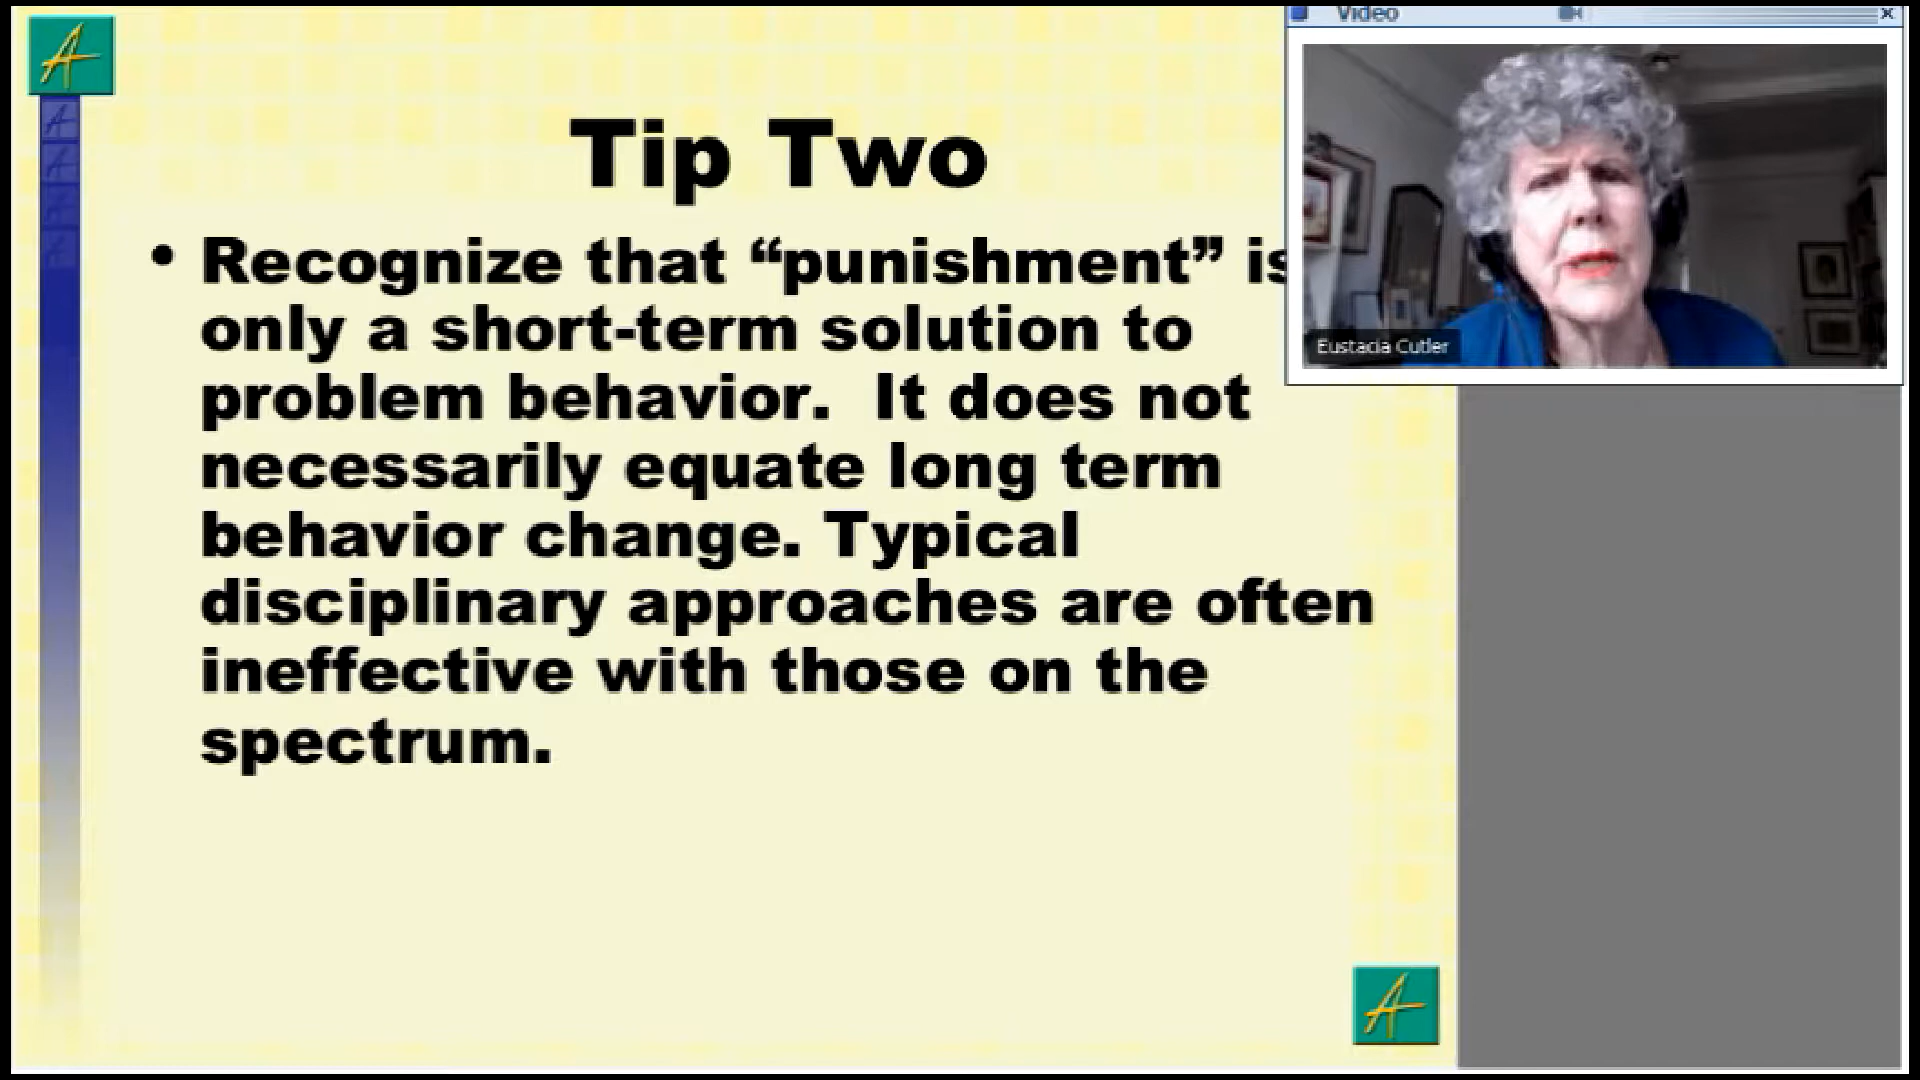 Video
Tip Two
• Recognize that “punishment” is
only a short-term solution to
problem behavior.  It does not
necessarily equate long term
behavior change. Typical
disciplinary approaches are often
ineffective with those on the
spectrum.
Eustacia Cutler
A
A